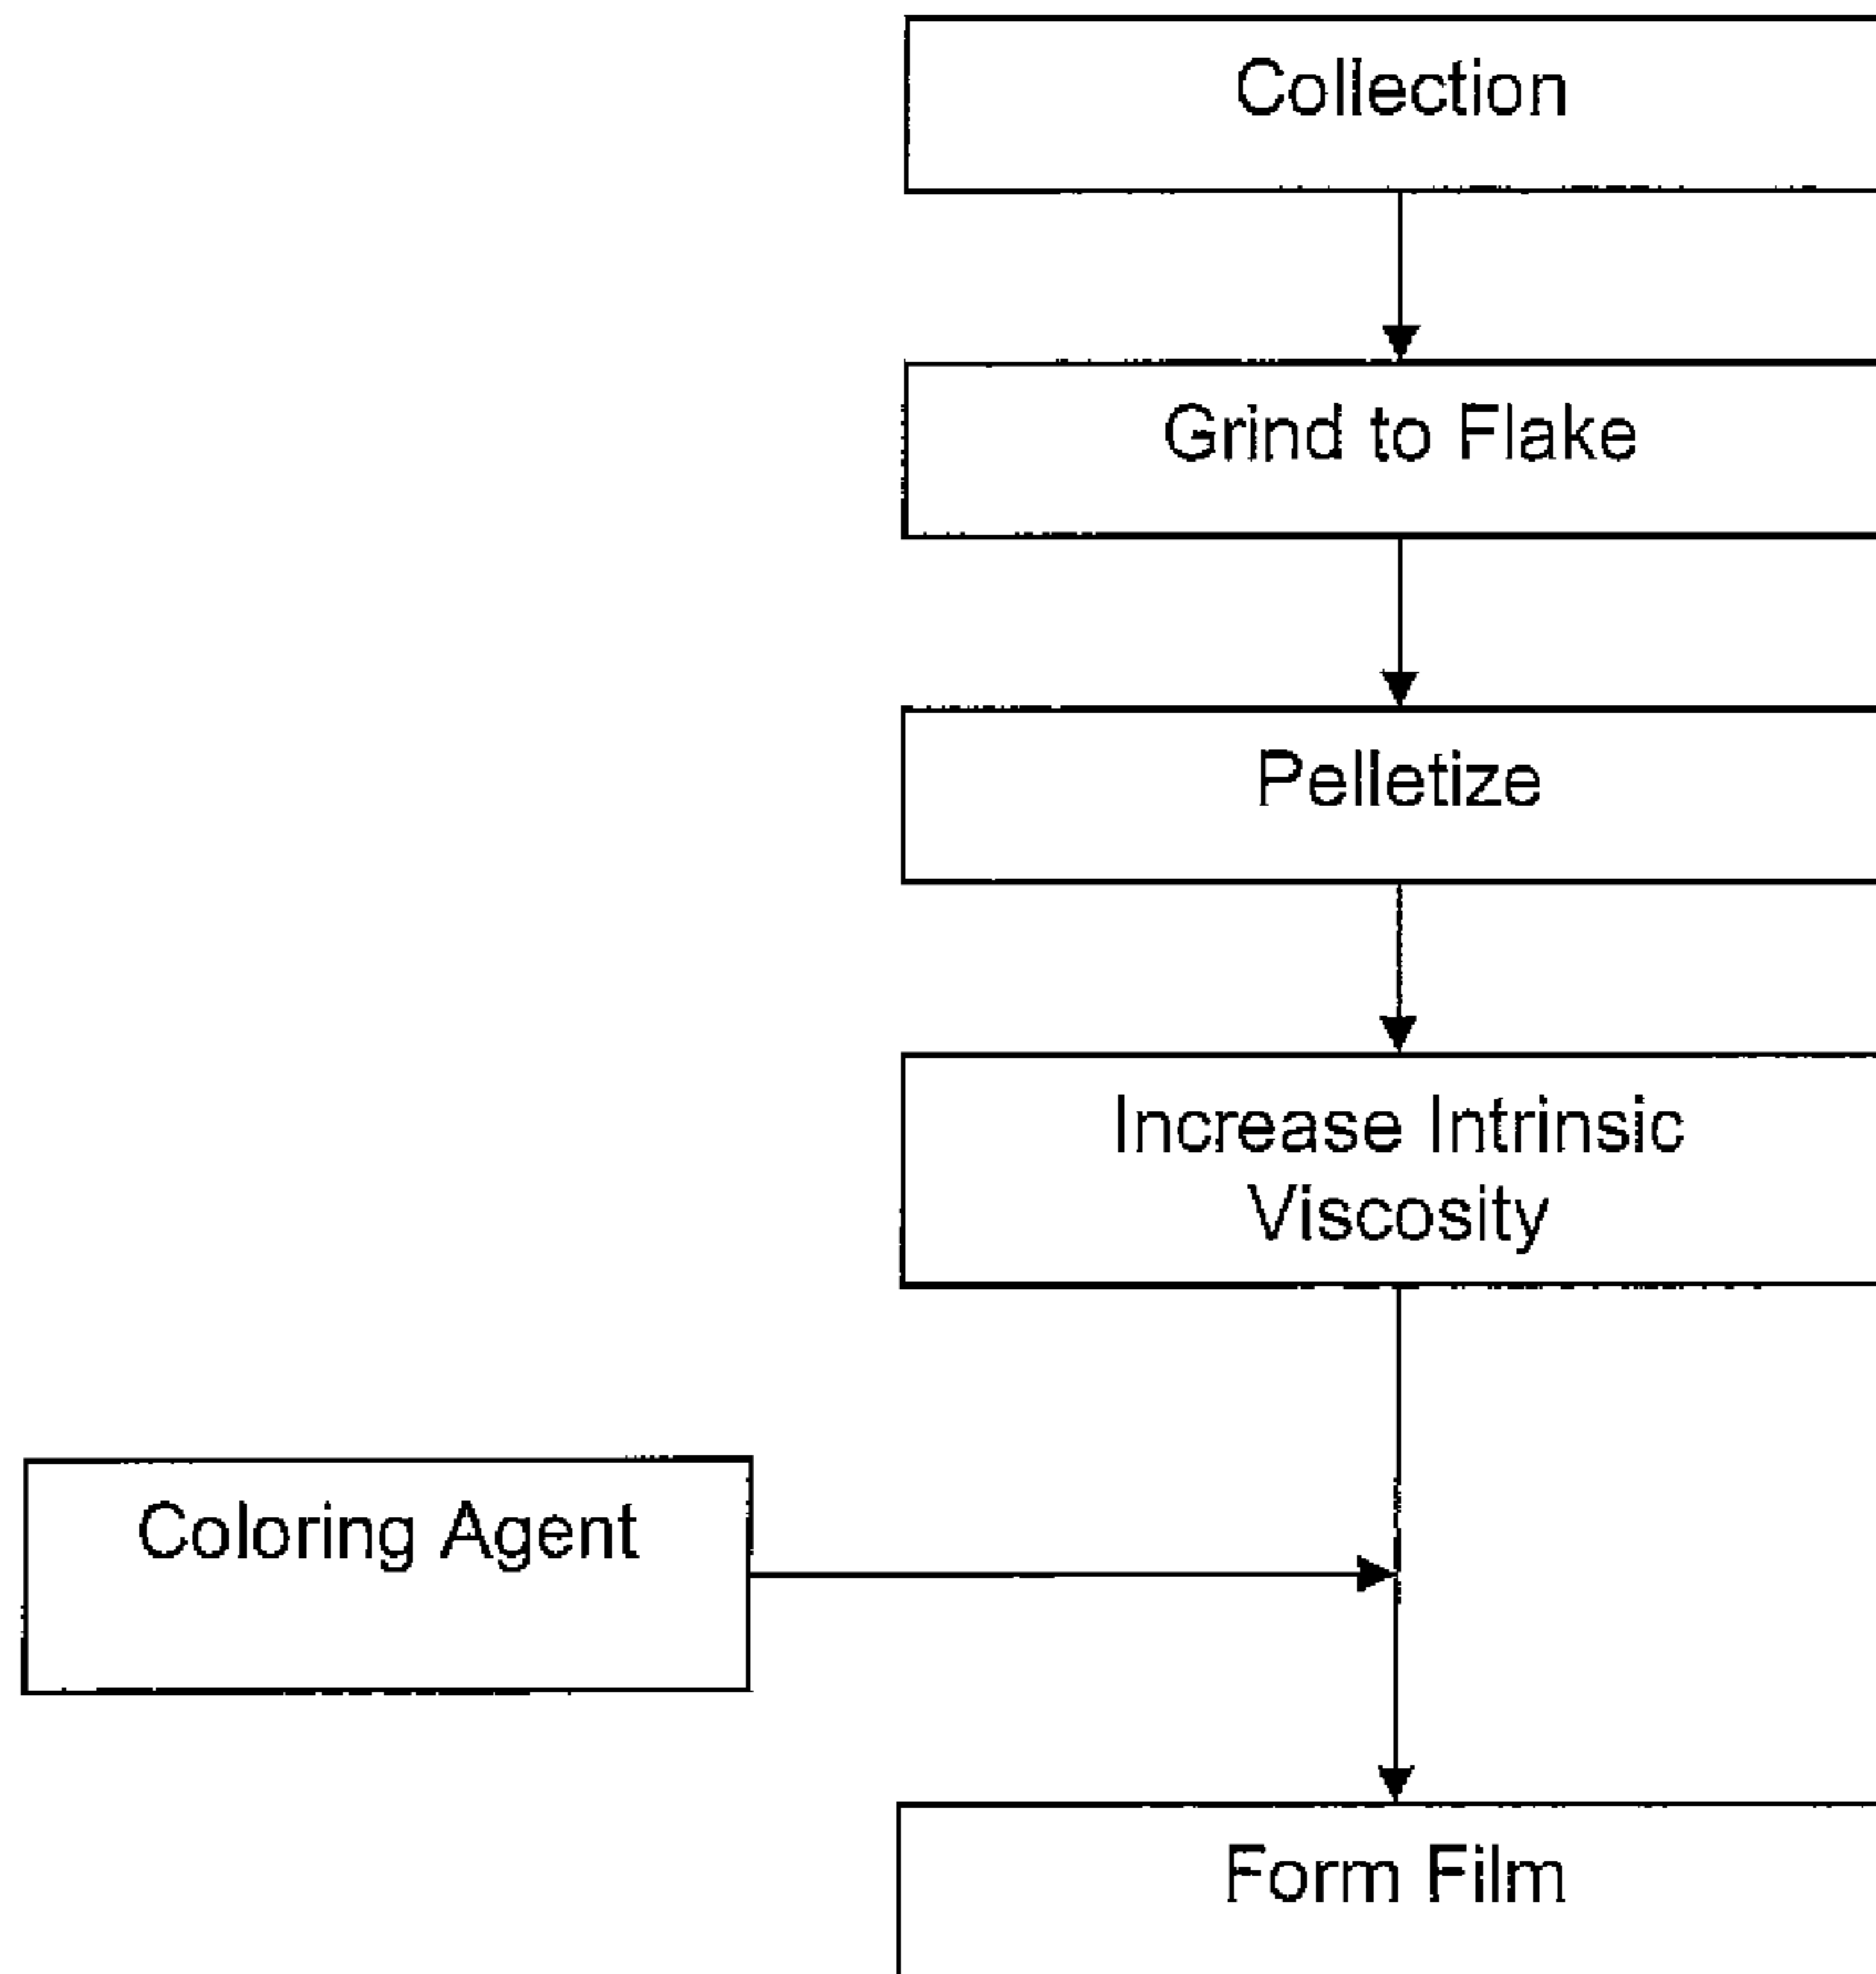 Collection
Grind to Flake
Pelletize
Increase Intrinsic
Viscosity
Coloring Agent
Form Film